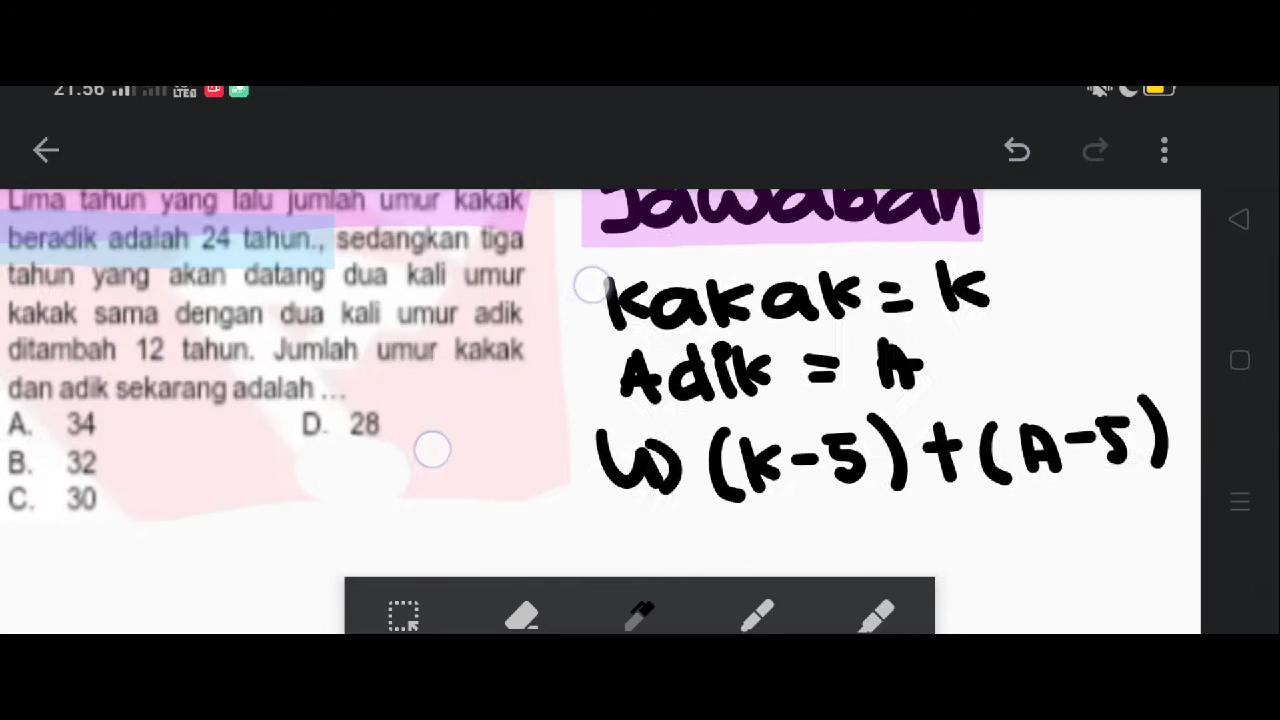 21.56
Lima tahun yang lalu jumlah umur kakak
beradik adalah 24 tahun., sedangkan tiga
tahun yang akan datang dua kali umur
kakak sama dengan dua kali umur adik
ditambah 12 tahun. Jumlah umur kakak
dan adik sekarang adalah ...
A. 34 D. 28
B. 32
C. 30
Jawaban
kakak = k
Adik = A
(k-5)+(A-5)